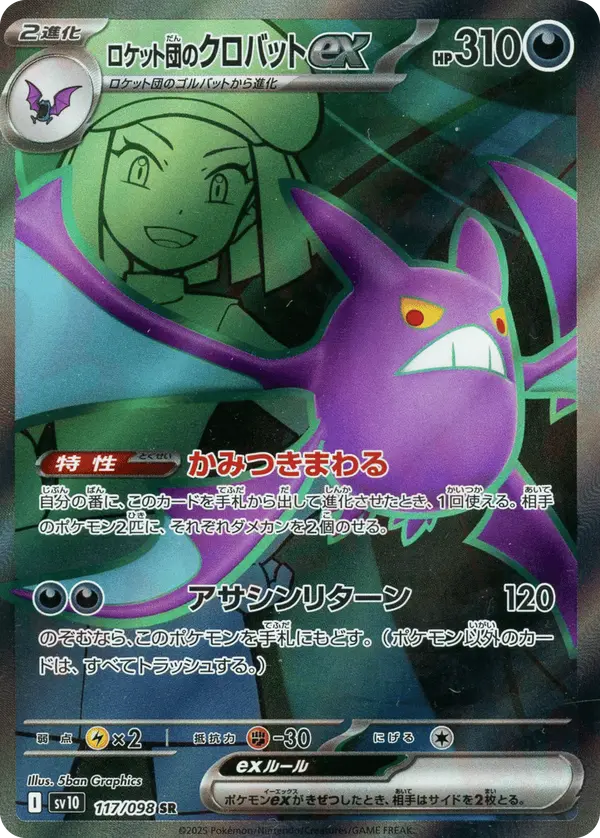 2進化
ロケット団のクロバットex
HP310
ロケット団のゴルバットから進化
特性 かみつきまわる
自分の番に、このカードを手札から出して進化させたとき、1回使える。相手
のポケモン2匹に、それぞれダメカンを2個のせる。
アサシンリターン 120
のぞむなら、このポケモンを手札にもどす。(ポケモン以外のカー
ドは、すべてトラッシュする。)
弱点 ×2 抵抗力 -30 にげる
Illus. 5ban Graphics
exルール
I sv10 117/098 SR
ポケモンexがきぜつしたとき、相手はサイドを2枚とる。
©2025 Pokémon/Nintendo/Creatures/GAME FREAK.